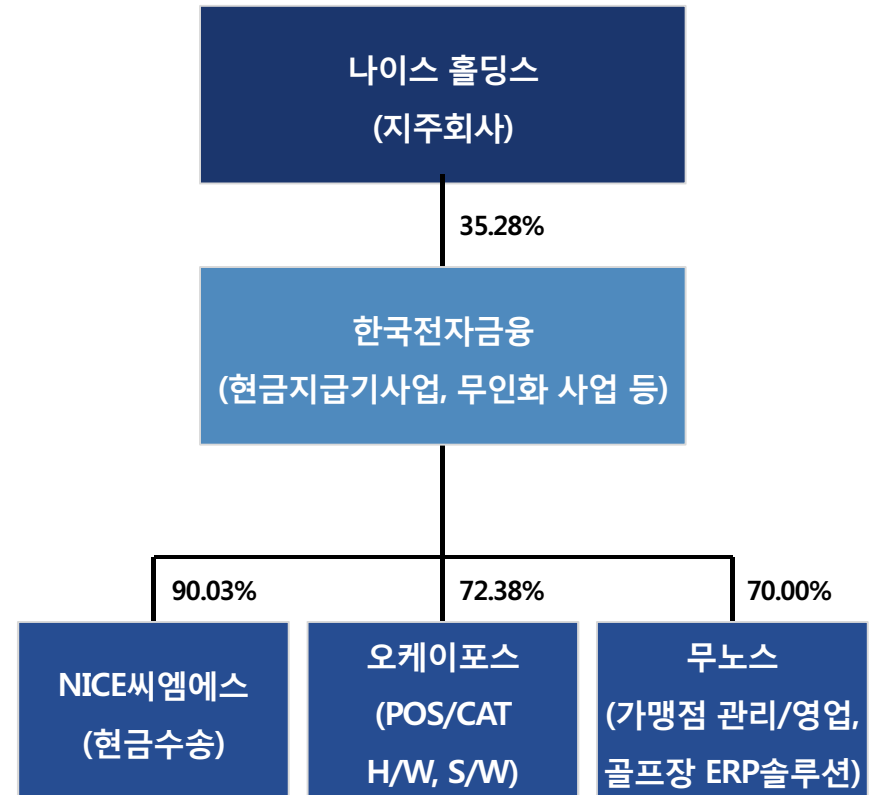 나이스 홀딩스
(지주회사)
35.28%
한국전자금융
(현금지급기사업, 무인화 사업 등)
90.03%
72.38%
70.00%
NICE씨엠에스
(현금수송)
오케이포스
(POS/CAT
H/W, S/W)
무노스
(가맹점 관리/영업,
골프장 ERP솔루션)